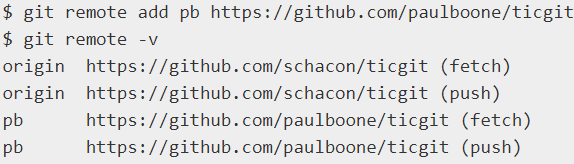 $ git remote add pb https://github.com/paulboone/ticgit
$ git remote -v
origin  https://github.com/schacon/ticgit (fetch)
origin  https://github.com/schacon/ticgit (push)
pb      https://github.com/paulboone/ticgit (fetch)
pb      https://github.com/paulboone/ticgit (push)